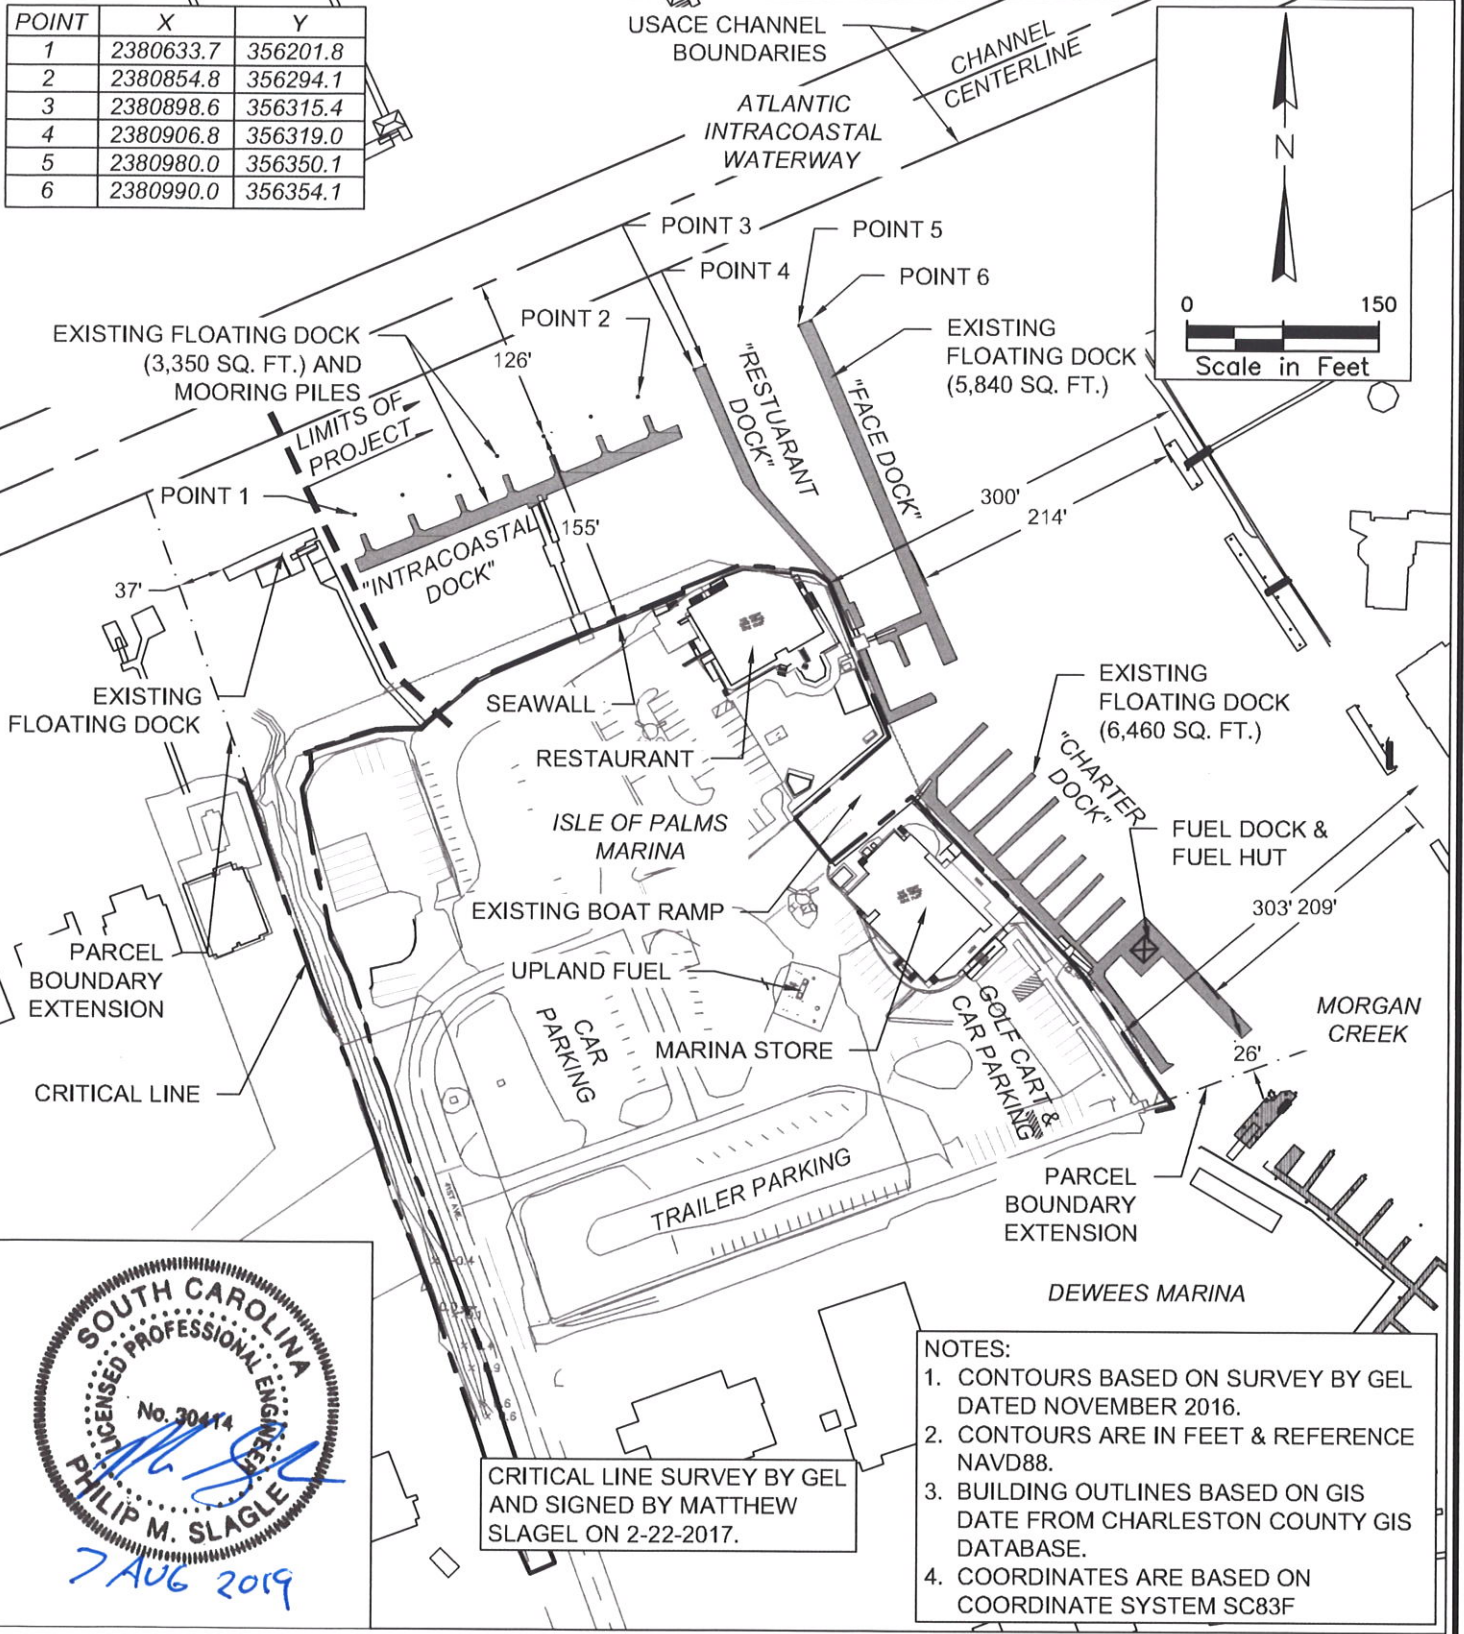 POINT X Y
1 2380633.7 356201.8
2 2380854.8 356294.1
3 2380898.6 356315.4
4 2380906.8 356319.0
5 2380980.0 356350.1
6 2380990.0 356354.1
USACE CHANNEL
BOUNDARIES
CHANNEL
CENTERLINE
ATLANTIC
INTRACOASTAL
WATERWAY
N
0 150
Scale in Feet
POINT 3
POINT 5
POINT 4
POINT 6
POINT 2
EXISTING FLOATING DOCK
(3,350 SQ. FT.) AND
MOORING PILES
126'
"RESTUARANT
DOCK"
"FACE DOCK"
EXISTING
FLOATING DOCK
(5,840 SQ. FT.)
LIMITS OF
PROJECT
POINT 1
"INTRACOASTAL
DOCK"
155'
300'
214'
37'
EXISTING
FLOATING DOCK
SEAWALL
RESTAURANT
EXISTING
FLOATING DOCK
(6,460 SQ. FT.)
"CHARTER
DOCK"
ISLE OF PALMS
MARINA
FUEL DOCK &
FUEL HUT
EXISTING BOAT RAMP
303' 209'
PARCEL
BOUNDARY
EXTENSION
UPLAND FUEL
CAR
PARKING
MARINA STORE
GOLF CART &
CAR PARKING
MORGAN
CREEK
26'
CRITICAL LINE
TRAILER PARKING
41ST AVE.
PARCEL
BOUNDARY
EXTENSION
DEWEES MARINA
SOUTH CAROLINA
LICENSED PROFESSIONAL ENGINEER
No. 30414
PHILIP M. SLAGLE
7 AUG 2019
CRITICAL LINE SURVEY BY GEL
AND SIGNED BY MATTHEW
SLAGEL ON 2-22-2017.
NOTES:
1. CONTOURS BASED ON SURVEY BY GEL
DATED NOVEMBER 2016.
2. CONTOURS ARE IN FEET & REFERENCE
NAVD88.
3. BUILDING OUTLINES BASED ON GIS
DATE FROM CHARLESTON COUNTY GIS
DATABASE.
4. COORDINATES ARE BASED ON
COORDINATE SYSTEM SC83F